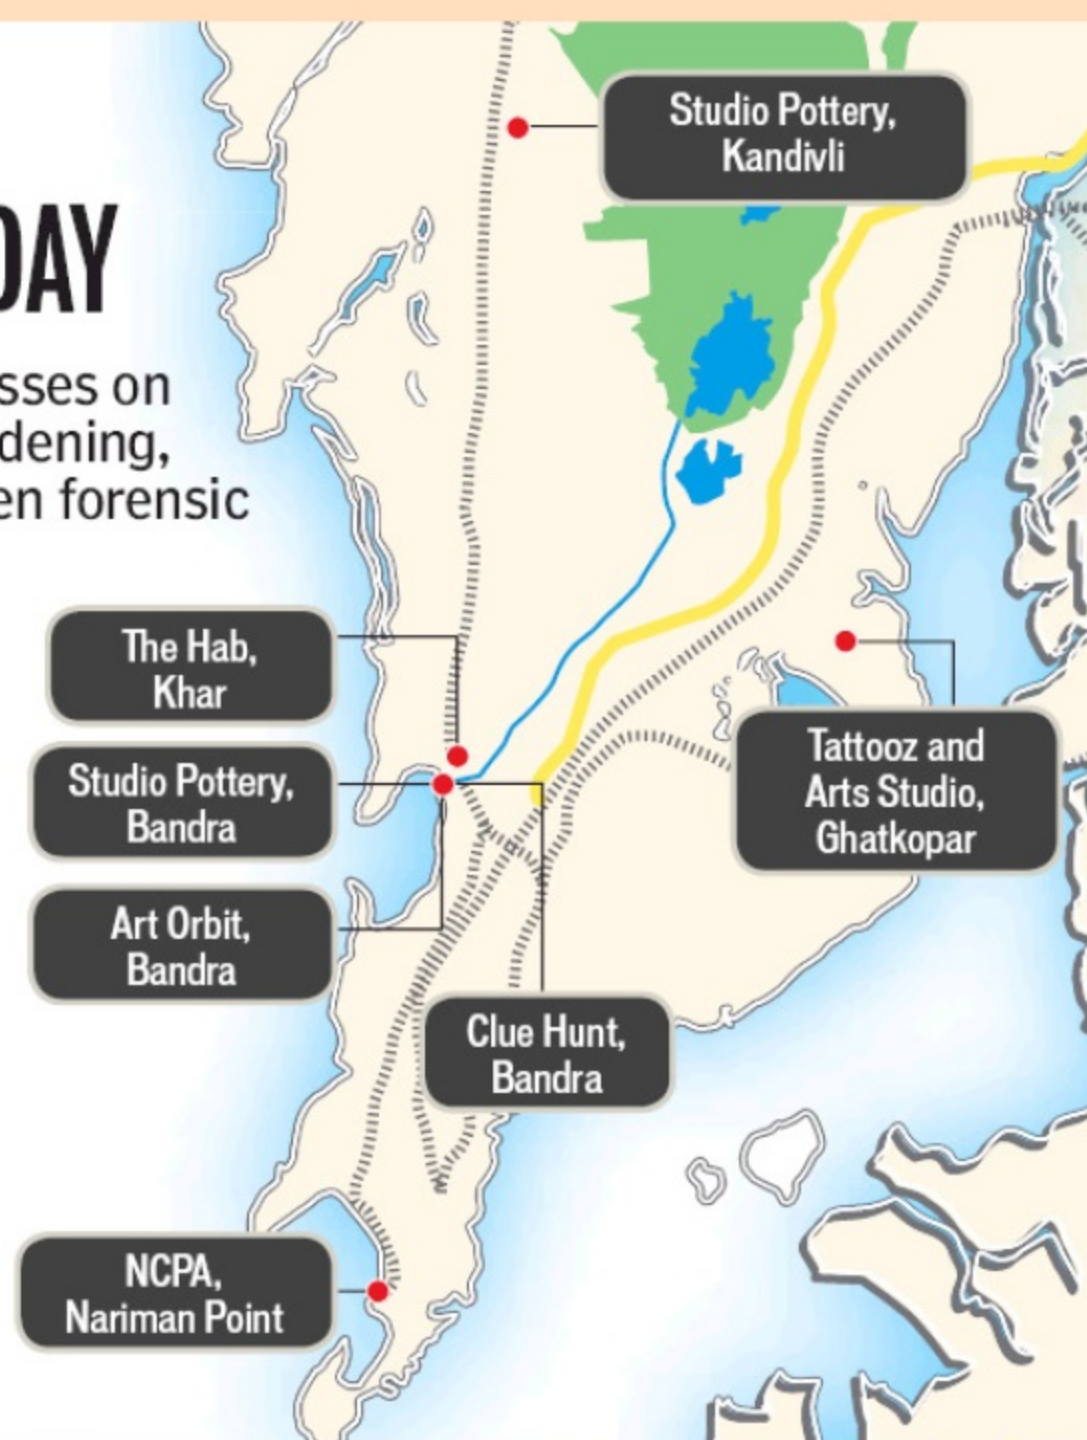 Studio Pottery,
Kandivli
DAY
sses on
dening,
en forensic
The Hab,
Khar
Studio Pottery,
Bandra
Tattooz and
Arts Studio,
Ghatkopar
Art Orbit,
Bandra
Clue Hunt,
Bandra
NCPA,
Nariman Point